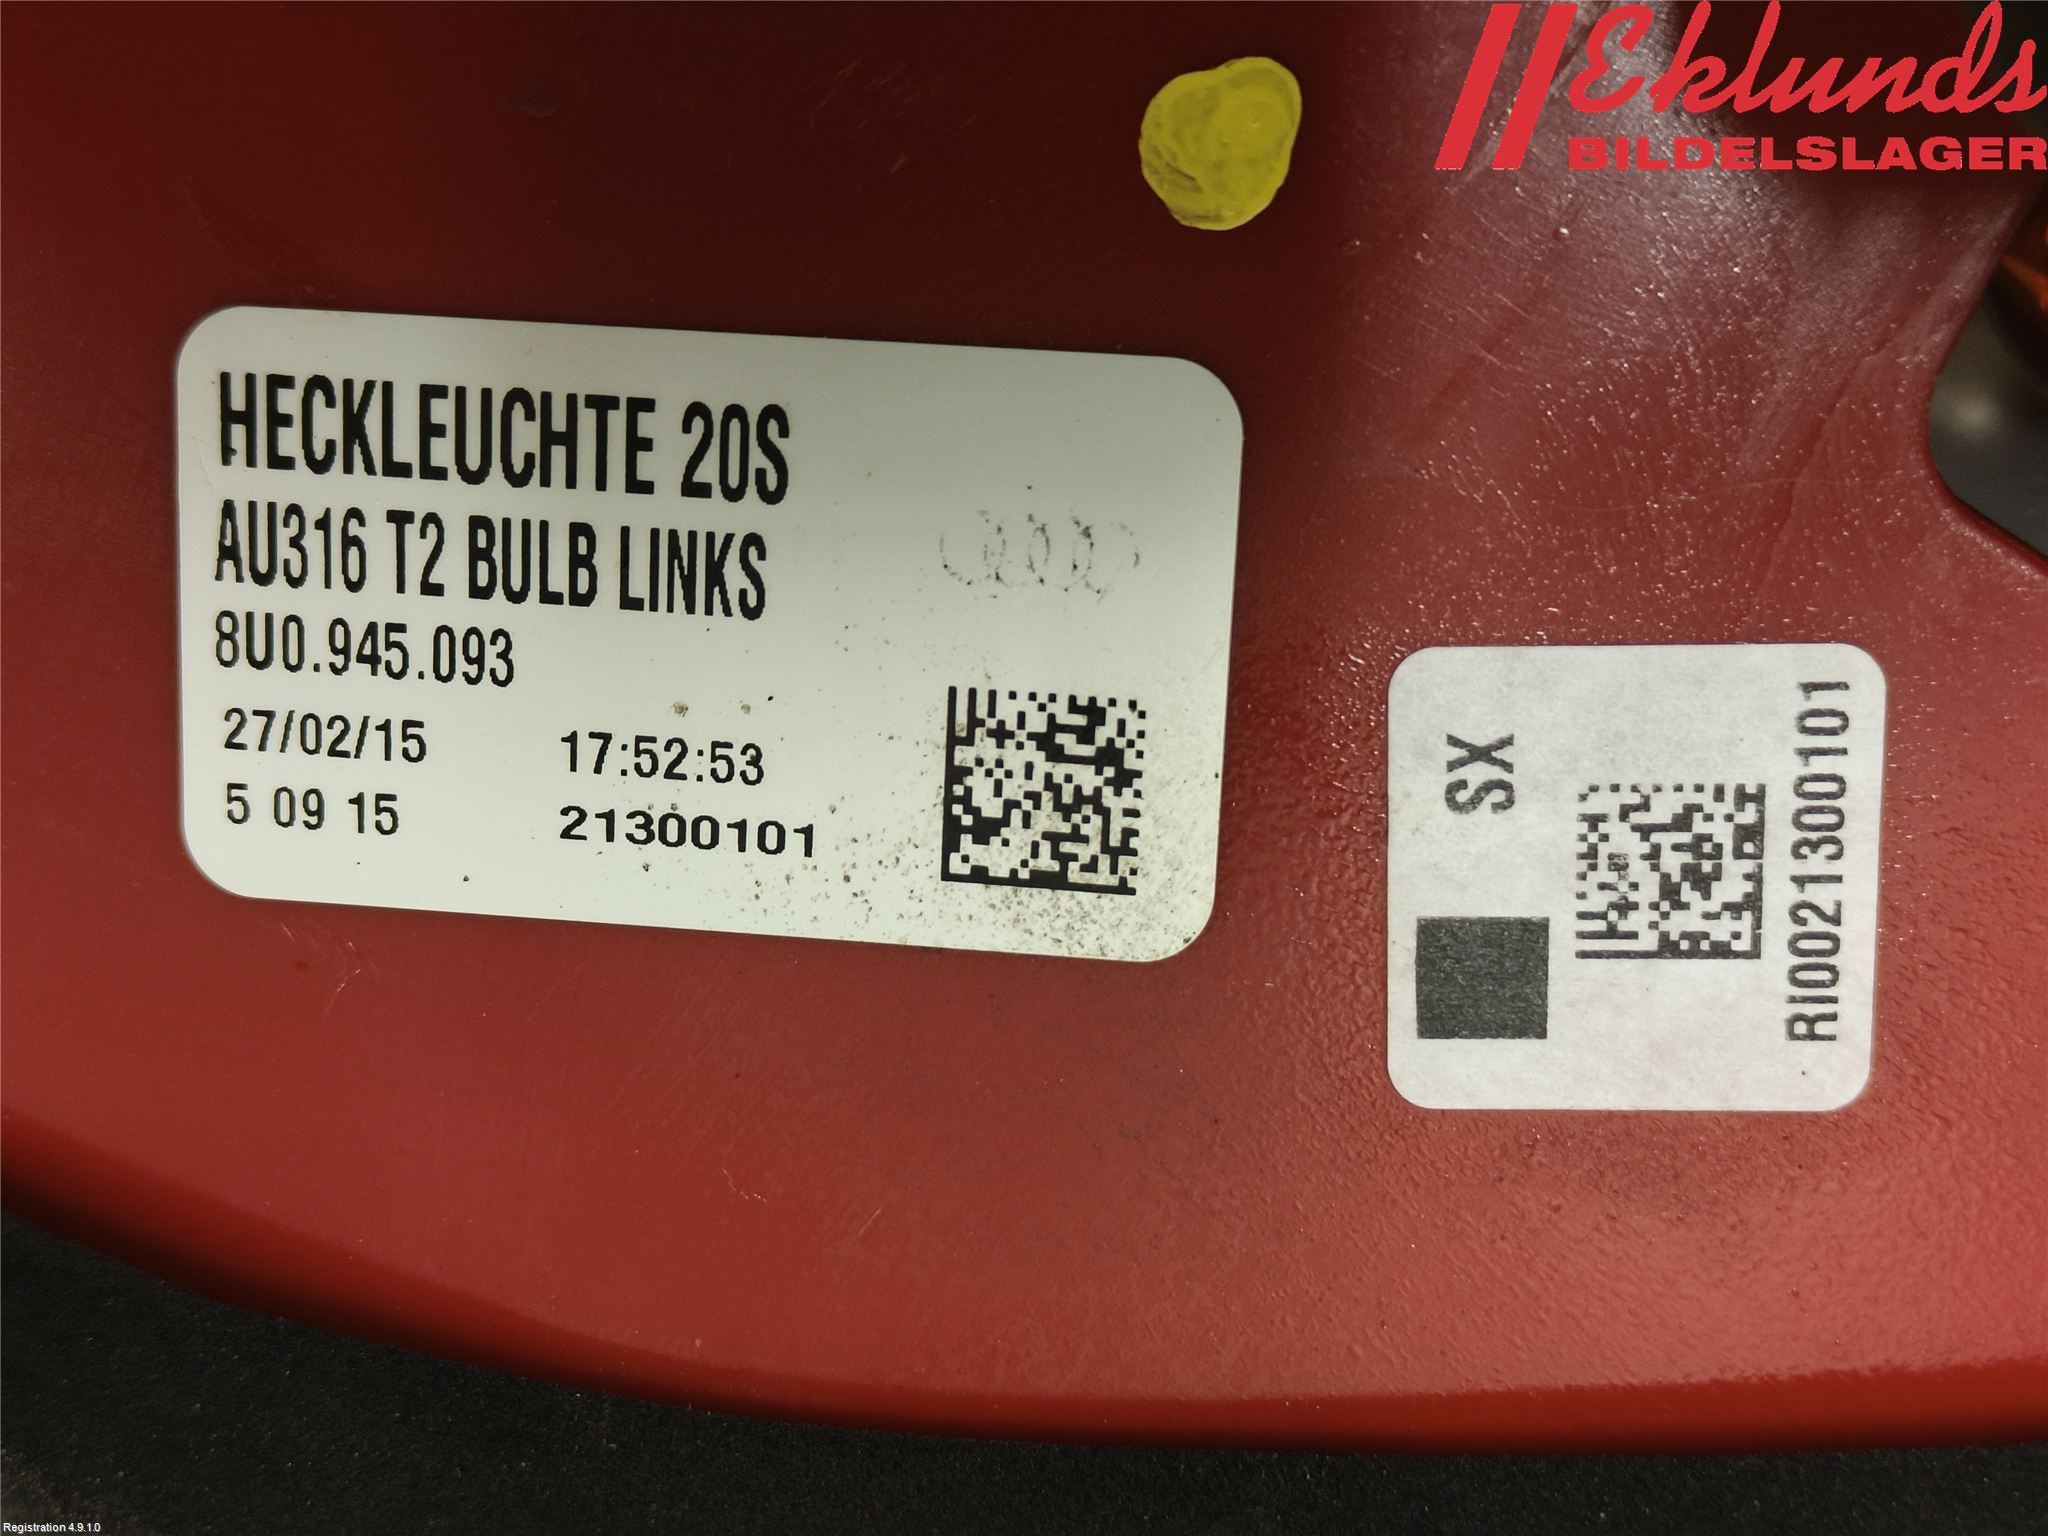 Eklunds
BILDELSLAGER
HECKLEUCHTE 20S
AU316 T2 BULB LINKS
8U0.945.093
27/02/15 17:52:53
5 09 15 21300101
SX
RI0021300101
Registration 4.9.1.0